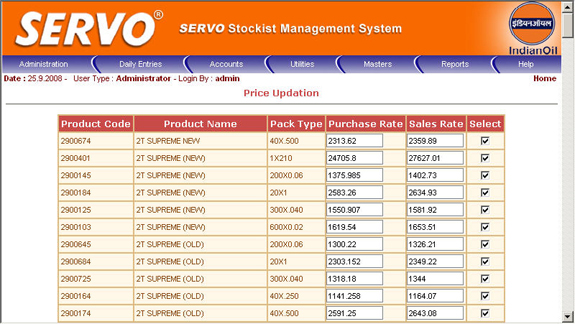 SERVO®
SERVO Stockist Management System
इंडियनऑयल
IndianOil
Administration Daily Entries Accounts Utilities Masters Reports Help
Date : 25.9.2008 - User Type : Administrator - Login By : admin Home
Price Updation
Product Code Product Name Pack Type Purchase Rate Sales Rate Select
2900674 2T SUPREME NEW 40X.500 2313.62 2359.89
2900401 2T SUPREME (NEW) 1X210 24705.8 27627.01
2900145 2T SUPREME (NEW) 200X0.06 1375.985 1402.73
2900184 2T SUPREME (NEW) 20X1 2583.26 2634.93
2900125 2T SUPREME (NEW) 300X.040 1550.907 1581.92
2900103 2T SUPREME (NEW) 600X0.02 1619.54 1653.51
2900645 2T SUPREME (OLD) 200X0.06 1300.22 1326.21
2900684 2T SUPREME (OLD) 20X1 2303.152 2349.22
2900725 2T SUPREME (OLD) 300X.040 1318.18 1344
2900164 2T SUPREME (OLD) 40X.250 1141.258 1164.07
2900174 2T SUPREME (OLD) 40X.500 2591.25 2643.08